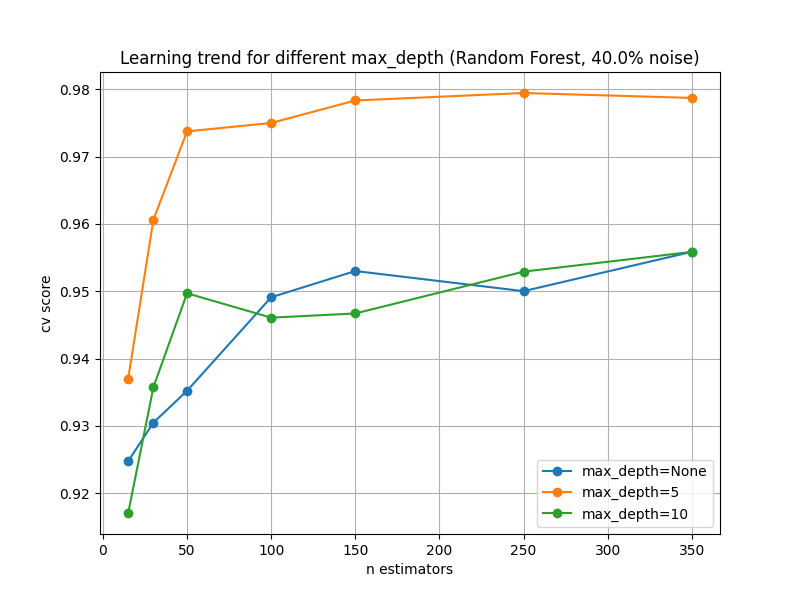 Learning trend for different max_depth (Random Forest, 40.0% noise)
0.98
0.97
0.96
0.95
0.94
0.93
0.92
cv score
0 50 100 150 200 250 300 350
n estimators
max_depth=None
max_depth=5
max_depth=10